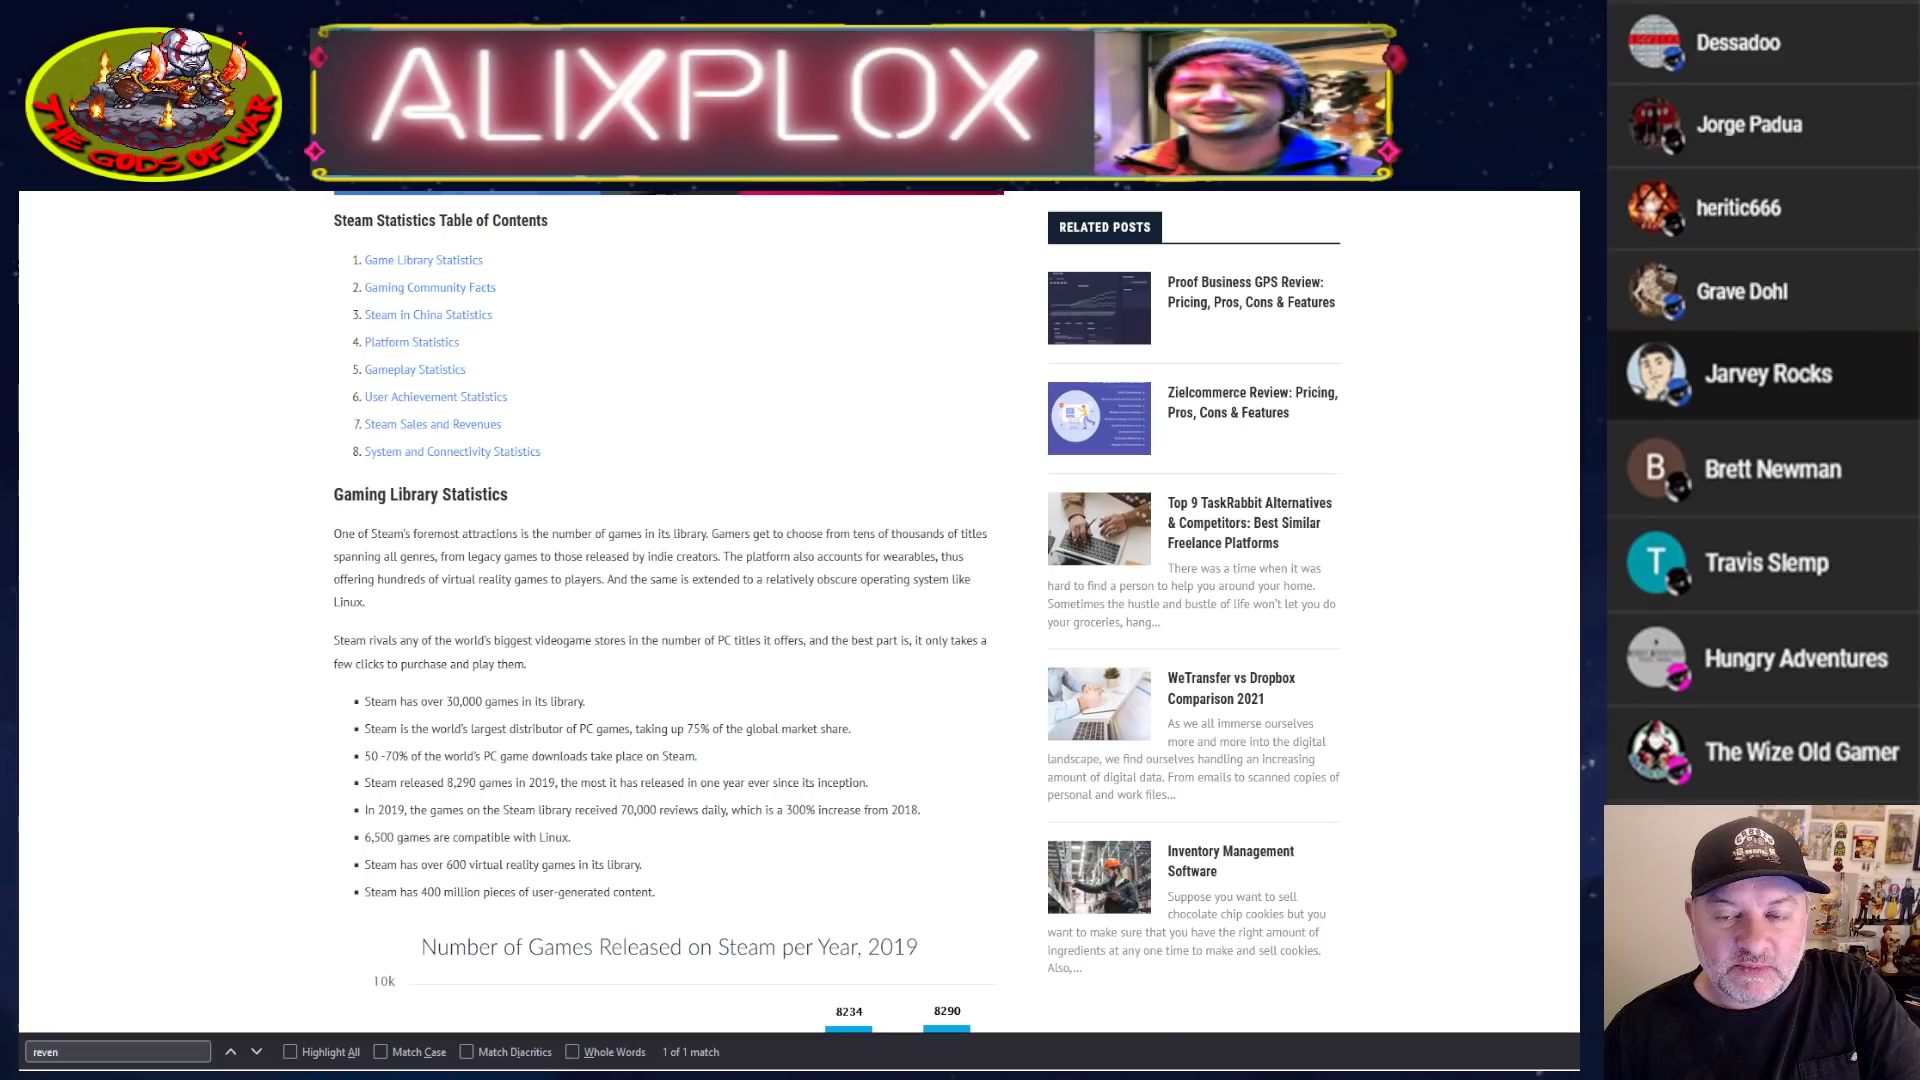 THE GODS OF WAR
ALIXPLOX
Steam Statistics Table of Contents
1. Game Library Statistics
2. Gaming Community Facts
3. Steam in China Statistics
4. Platform Statistics
5. Gameplay Statistics
6. User Achievement Statistics
7. Steam Sales and Revenues
8. System and Connectivity Statistics
Gaming Library Statistics
One of Steam's foremost attractions is the number of games in its library. Gamers get to choose from tens of thousands of titles
spanning all genres, from legacy games to those released by indie creators. The platform also accounts for wearables, thus
offering hundreds of virtual reality games to players. And the same is extended to a relatively obscure operating system like
Linux.
Steam rivals any of the world's biggest videogame stores in the number of PC titles it offers, and the best part is, it only takes a
few clicks to purchase and play them.
▪ Steam has over 30,000 games in its library.
▪ Steam is the world's largest distributor of PC games, taking up 75% of the global market share.
▪ 50 -70% of the world's PC game downloads take place on Steam.
▪ Steam released 8,290 games in 2019, the most it has released in one year ever since its inception.
▪ In 2019, the games on the Steam library received 70,000 reviews daily, which is a 300% increase from 2018.
▪ 6,500 games are compatible with Linux.
▪ Steam has over 600 virtual reality games in its library.
▪ Steam has 400 million pieces of user-generated content.
Number of Games Released on Steam per Year, 2019
10k
8234
8290
RELATED POSTS
Proof Business GPS Review:
Pricing, Pros, Cons & Features
Zielcommerce Review: Pricing,
Pros, Cons & Features
Top 9 TaskRabbit Alternatives
& Competitors: Best Similar
Freelance Platforms
There was a time when it was
hard to find a person to help you around your home.
Sometimes the hustle and bustle of life won't let you do
your groceries, hang...
WeTransfer vs Dropbox
Comparison 2021
As we all immerse ourselves
more and more into the digital
landscape, we find ourselves handling an increasing
amount of digital data. From emails to scanned copies of
personal and work files...
Inventory Management
Software
Suppose you want to sell
chocolate chip cookies but you
want to make sure that you have the right amount of
ingredients at any one time to make and sell cookies.
Also,...
reven
Highlight All
Match Case
Match Diacritics
Whole Words
1 of 1 match
Dessadoo
Jorge Padua
heritic666
Grave Dohl
Jarvey Rocks
B
Brett Newman
T
Travis Slemp
Hungry Adventures
The Wize Old Gamer